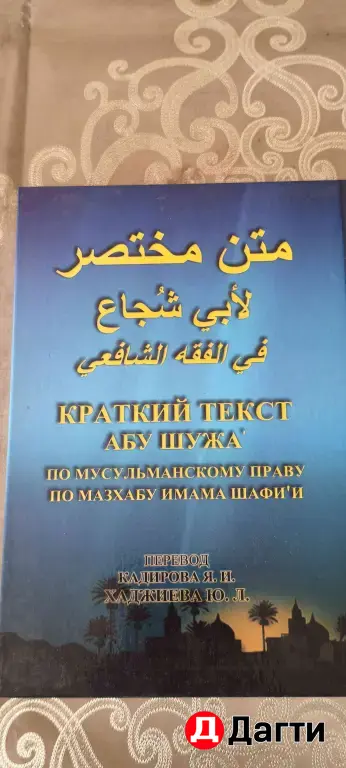 متن مختصر
لأبي شُجاع
في الفقه الشافعي
КРАТКИЙ ТЕКСТ
АБУ ШУЖА'
ПО МУСУЛЬМАНСКОМУ ПРАВУ
ПО МАЗХАБУ ИМАМА ШАФИ'И
ПЕРЕВОД
КАДИРОВА Я. И.
ХАДЖИЕВА Ю. Л.
Д Дагти